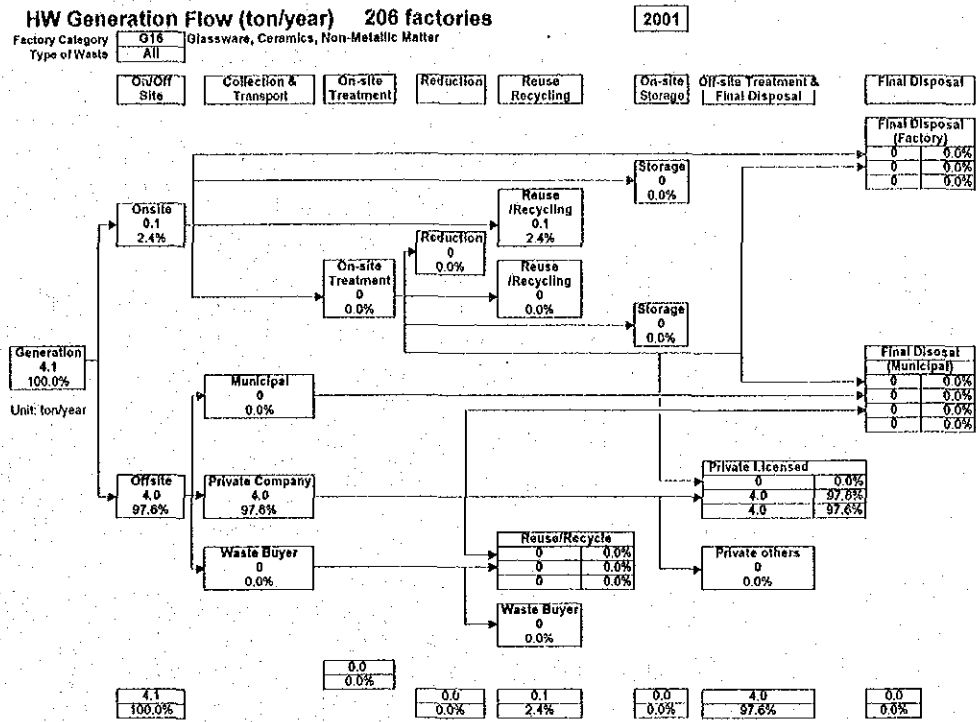 HW Generation Flow (ton/year) 206 factories 2001
Factory Category G16 Glassware, Ceramics, Non-Metallic Matter
Type of Waste All
On/Off Site
Collection & Transport
On-site Treatment
Reduction
Reuse Recycling
On-site Storage
Off-site Treatment & Final Disposal
Final Disposal
Final Disposal
(Factory)
0 0.0%
0 0.0%
0 0.0%
Storage
0
0.0%
Onsite
0.1
2.4%
Reuse
/Recycling
0.1
2.4%
Reduction
0
0.0%
On-site
Treatment
0
0.0%
Reuse
/Recycling
0
0.0%
Storage
0
0.0%
Generation
4.1
100.0%
Unit: ton/year
Municipal
0
0.0%
Final Disosal
(Municipal)
0 0.0%
0 0.0%
0 0.0%
0 0.0%
Offsite
4.0
97.6%
Private Company
4.0
97.6%
Private Licensed
0 0.0%
4.0 97.6%
4.0 97.6%
Waste Buyer
0
0.0%
Reuse/Recycle
0 0.0%
0 0.0%
0 0.0%
Private others
0
0.0%
Waste Buyer
0
0.0%
0.0
0.0%
4.1
100.0%
0.0
0.0%
0.1
2.4%
0.0
0.0%
4.0
97.6%
0.0
0.0%